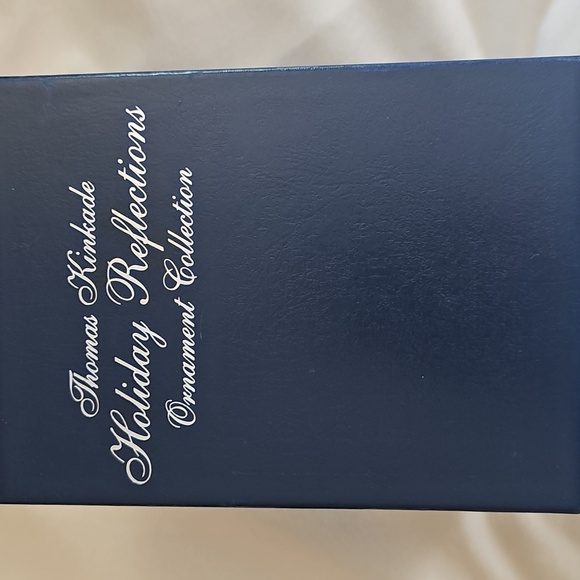 Thomas Kinkade
Holiday Reflections
Ornament Collection